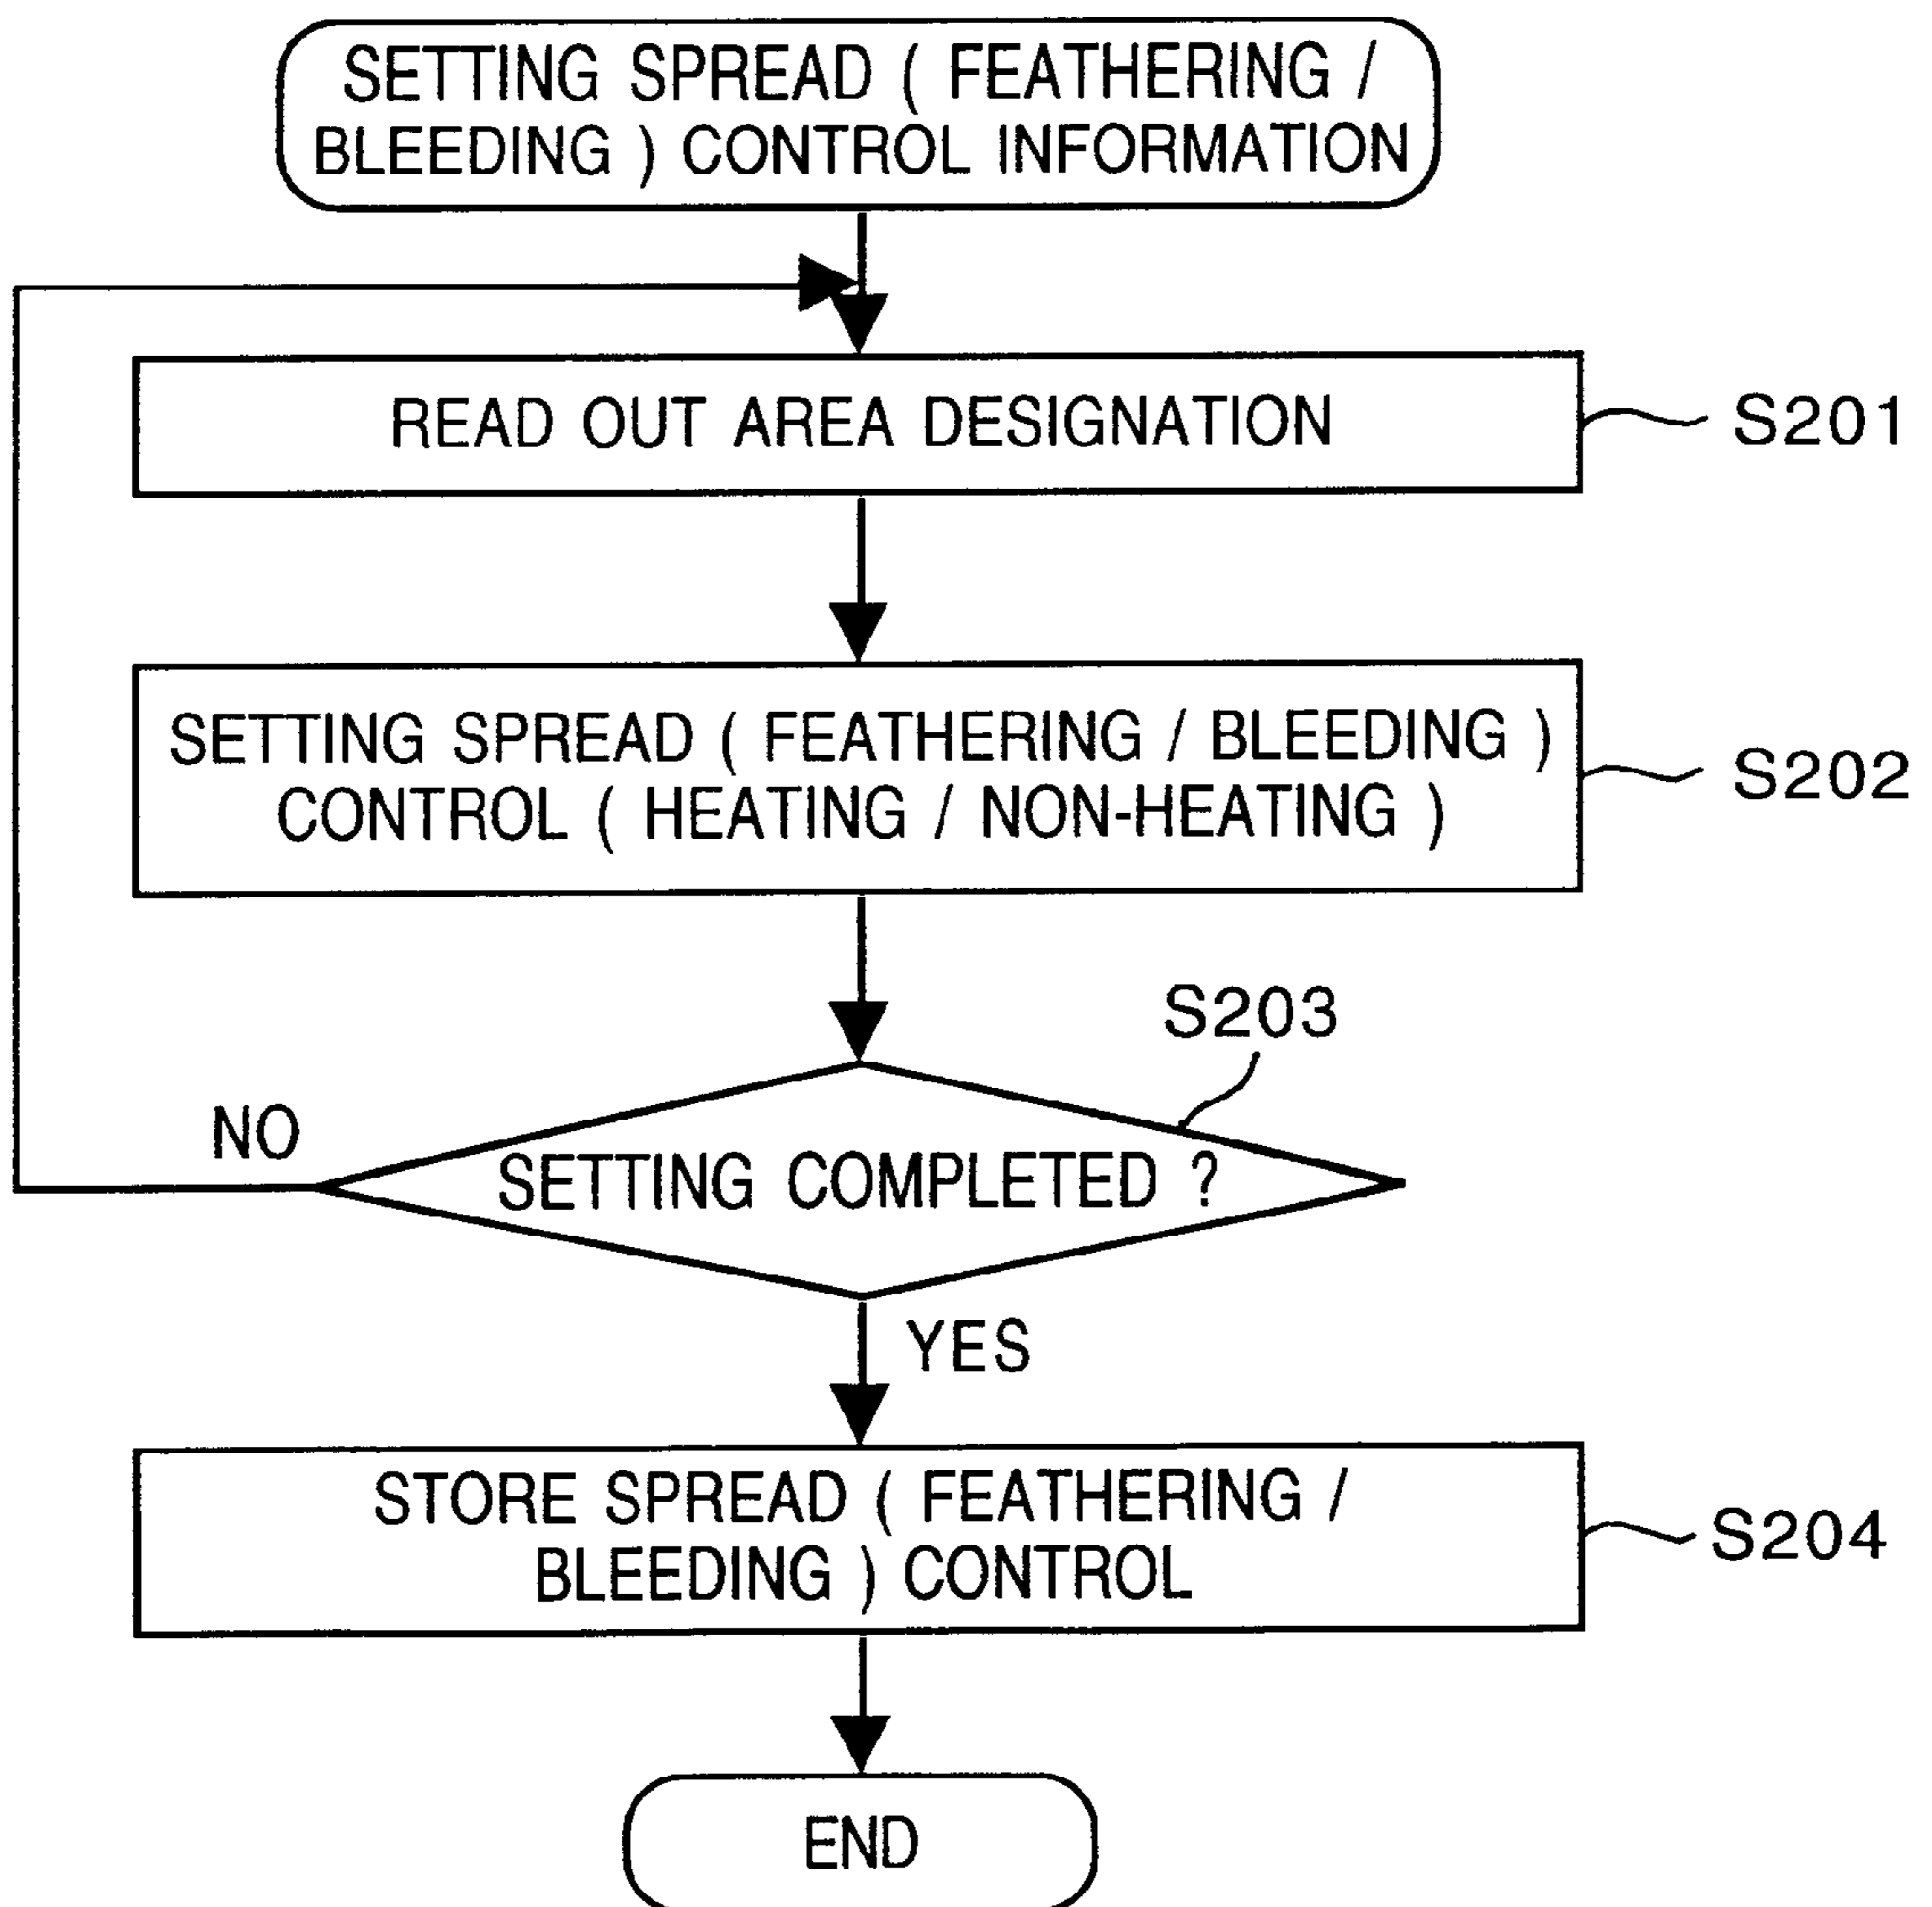 SETTING SPREAD ( FEATHERING /
BLEEDING ) CONTROL INFORMATION
READ OUT AREA DESIGNATION
S201
SETTING SPREAD ( FEATHERING / BLEEDING )
CONTROL ( HEATING / NON-HEATING )
S202
S203
NO
SETTING COMPLETED ?
YES
STORE SPREAD ( FEATHERING /
BLEEDING ) CONTROL
S204
END